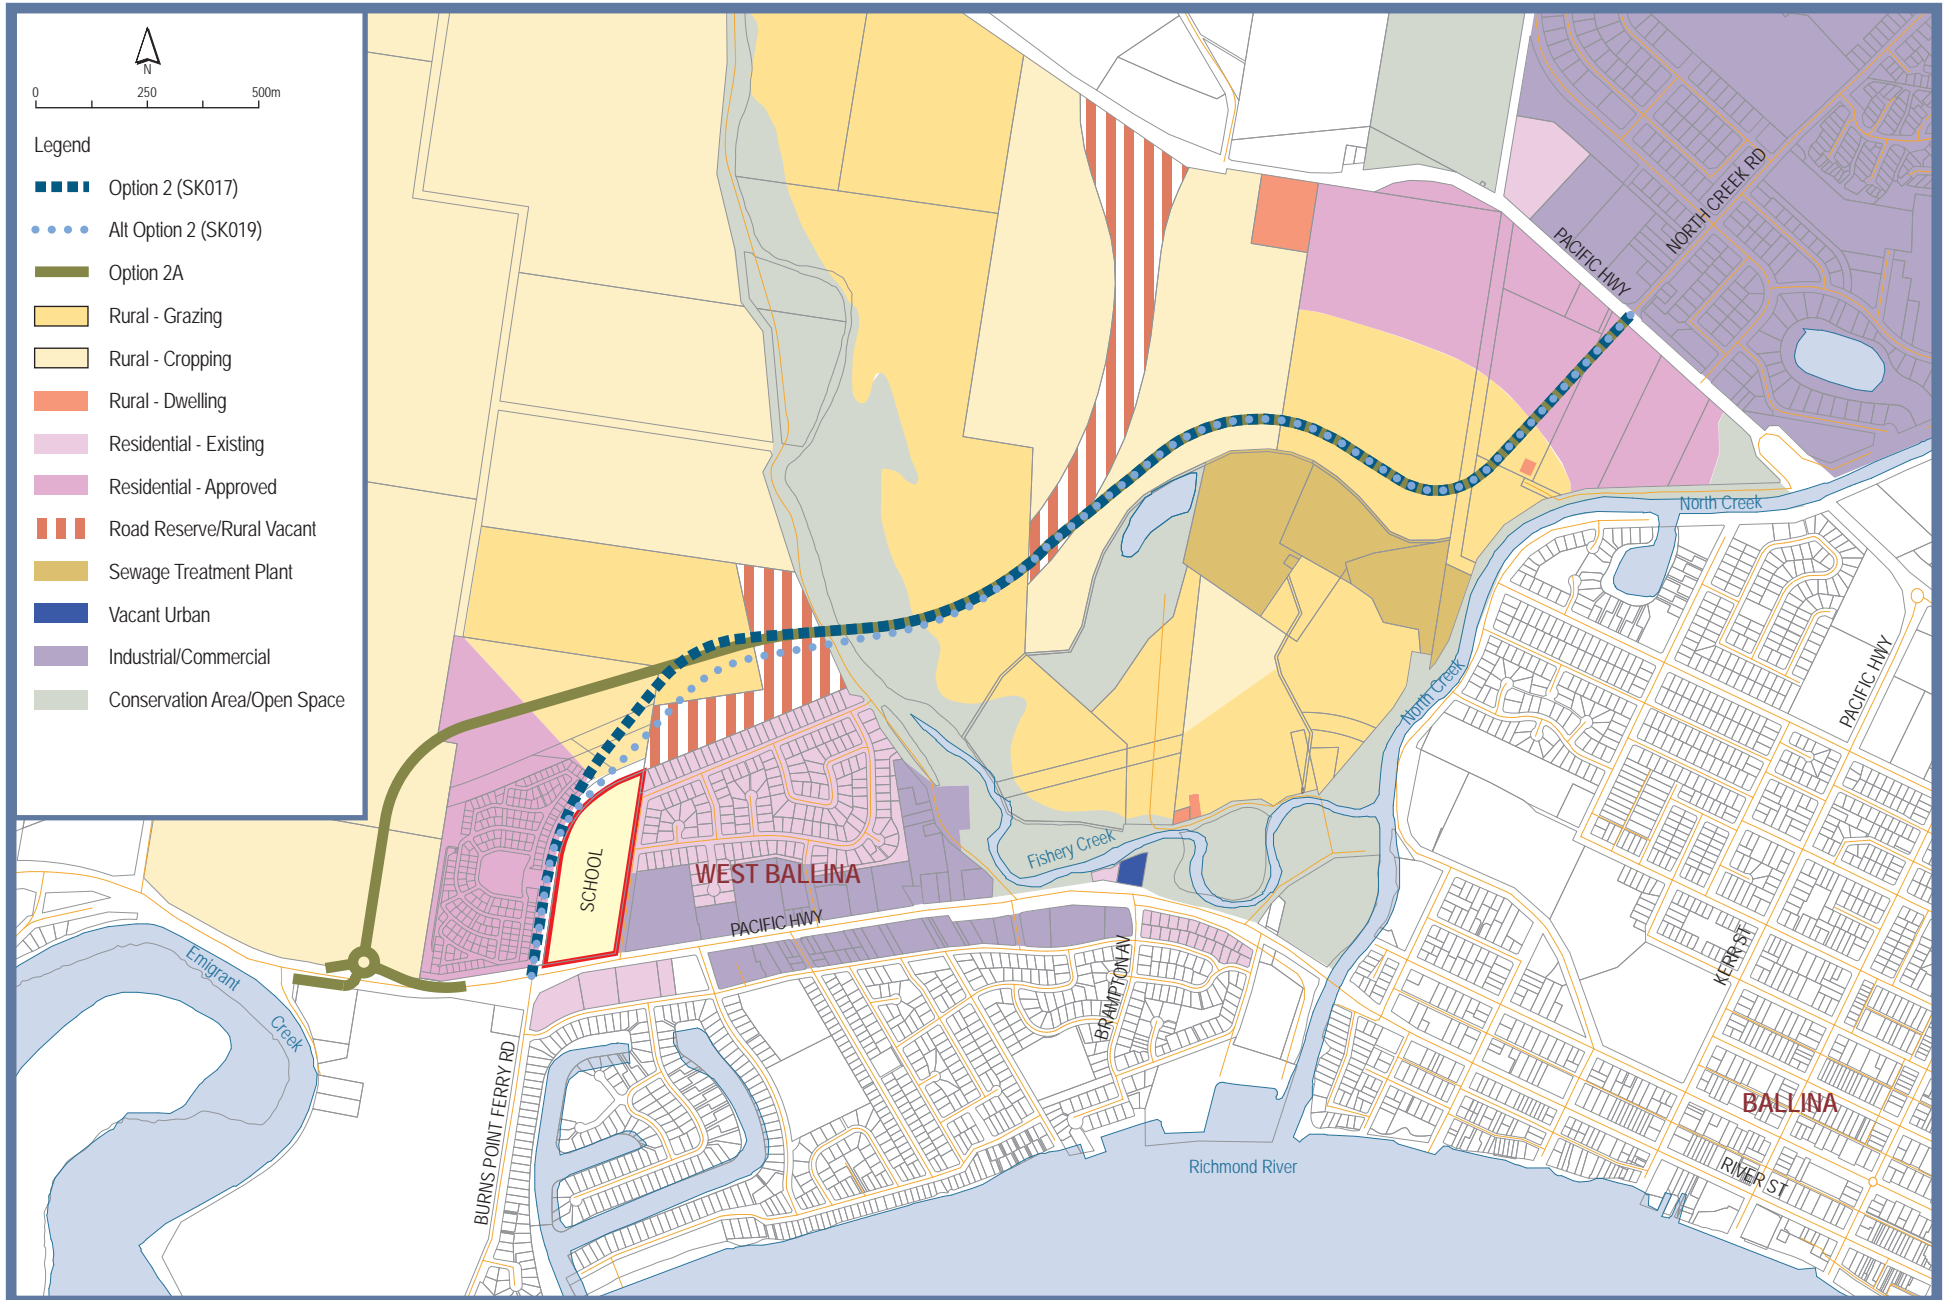 N
0 250 500m
Legend
Option 2 (SK017)
Alt Option 2 (SK019)
Option 2A
Rural - Grazing
Rural - Cropping
Rural - Dwelling
Residential - Existing
Residential - Approved
Road Reserve/Rural Vacant
Sewage Treatment Plant
Vacant Urban
Industrial/Commercial
Conservation Area/Open Space
NORTH CREEK RD
PACIFIC HWY
North Creek
PACIFIC HWY
North Creek
Fishery Creek
SCHOOL
WEST BALLINA
PACIFIC HWY
BRAMPTON AV
KERR ST
Emigrant
Creek
BURNS POINT FERRY RD
BALLINA
Richmond River
RIVER ST